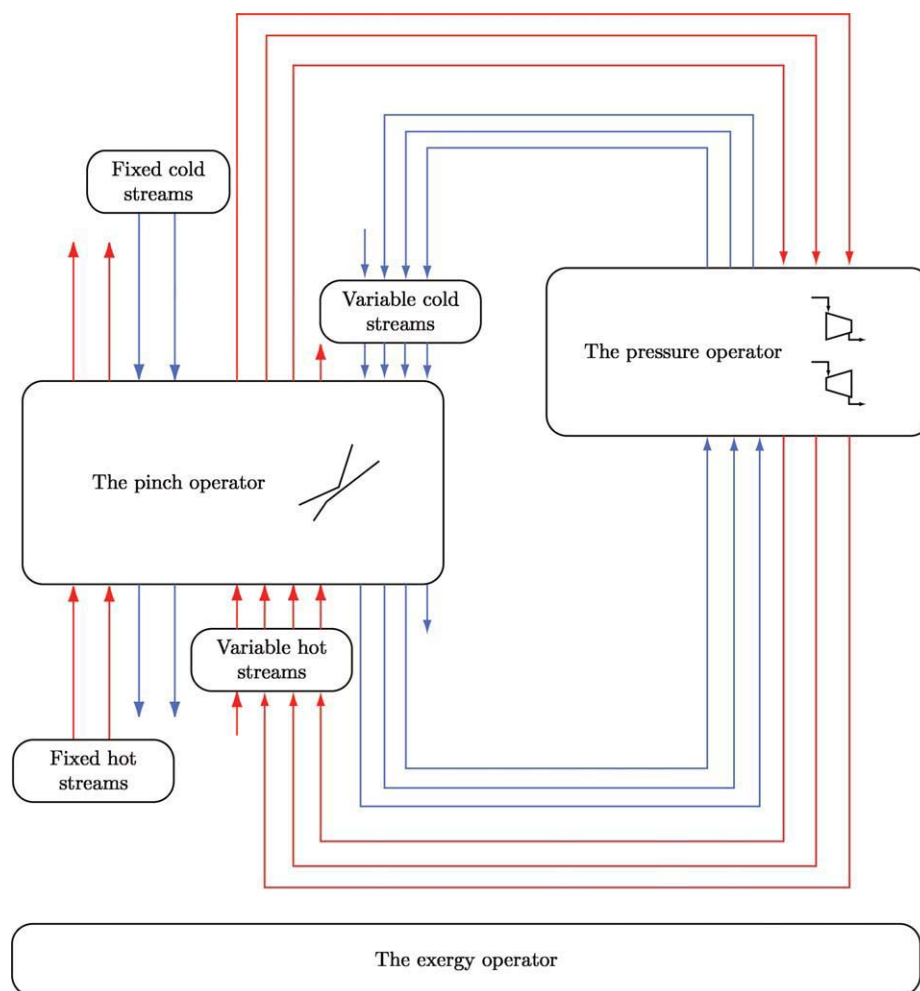 Fixed cold
streams
Variable cold
streams
The pressure operator
The pinch operator
Variable hot
streams
Fixed hot
streams
The exergy operator